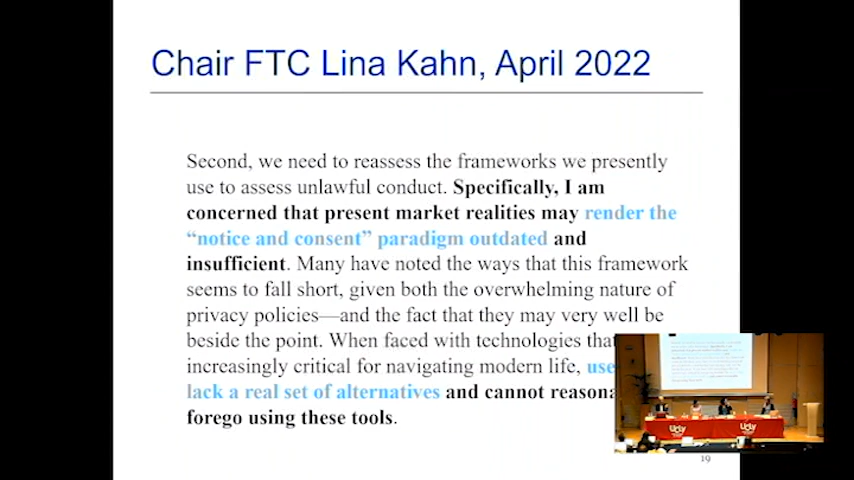 Chair FTC Lina Kahn, April 2022
Second, we need to reassess the frameworks we presently
use to assess unlawful conduct. Specifically, I am
concerned that present market realities may render the
“notice and consent” paradigm outdated and
insufficient. Many have noted the ways that this framework
seems to fall short, given both the overwhelming nature of
privacy policies—and the fact that they may very well be
beside the point. When faced with technologies that
increasingly critical for navigating modern life, use
lack a real set of alternatives and cannot reasona
forego using these tools.
19